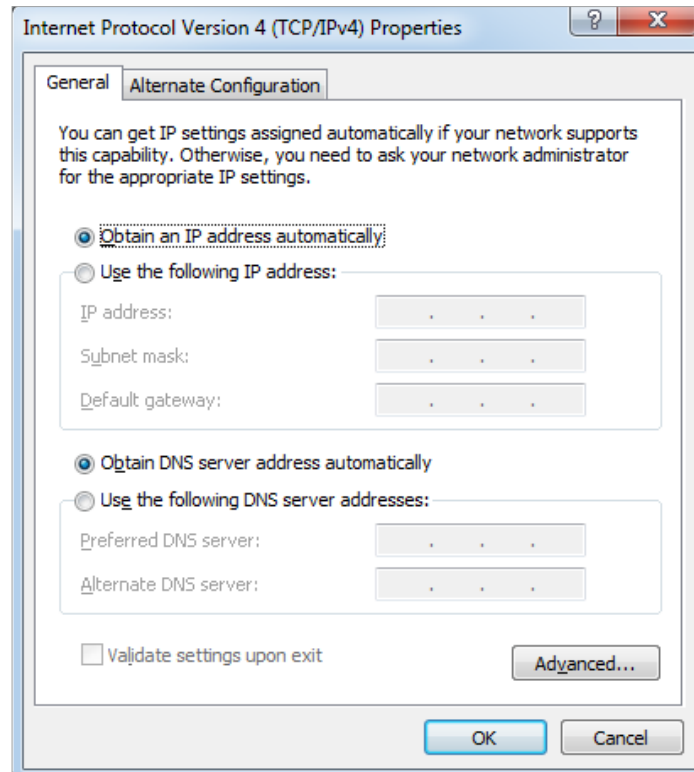 Internet Protocol Version 4 (TCP/IPv4) Properties
?
X
General
Alternate Configuration
You can get IP settings assigned automatically if your network supports
this capability. Otherwise, you need to ask your network administrator
for the appropriate IP settings.
Obtain an IP address automatically
Use the following IP address:
IP address: . . .
Subnet mask: . . .
Default gateway: . . .
Obtain DNS server address automatically
Use the following DNS server addresses:
Preferred DNS server: . . .
Alternate DNS server: . . .
Validate settings upon exit
Advanced...
OK
Cancel